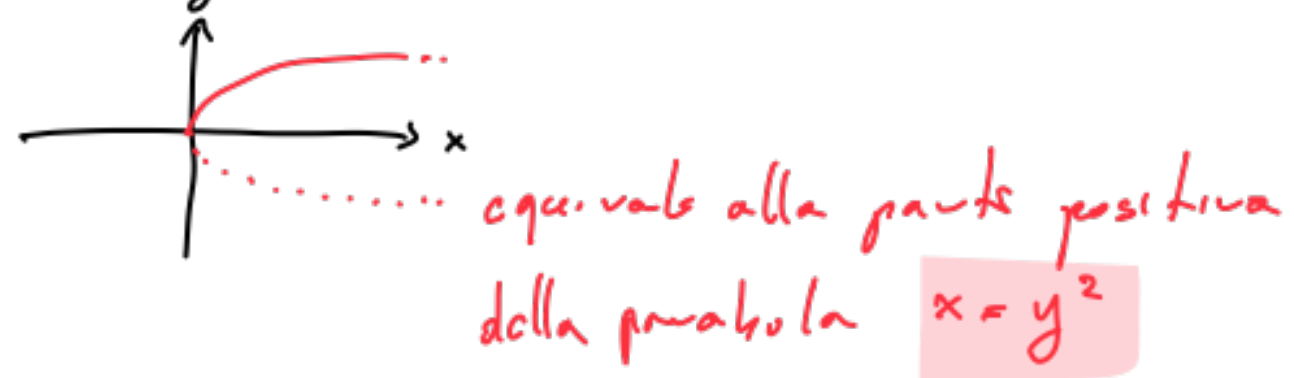 y
x
equivale alla parte positiva
della parabola x = y²